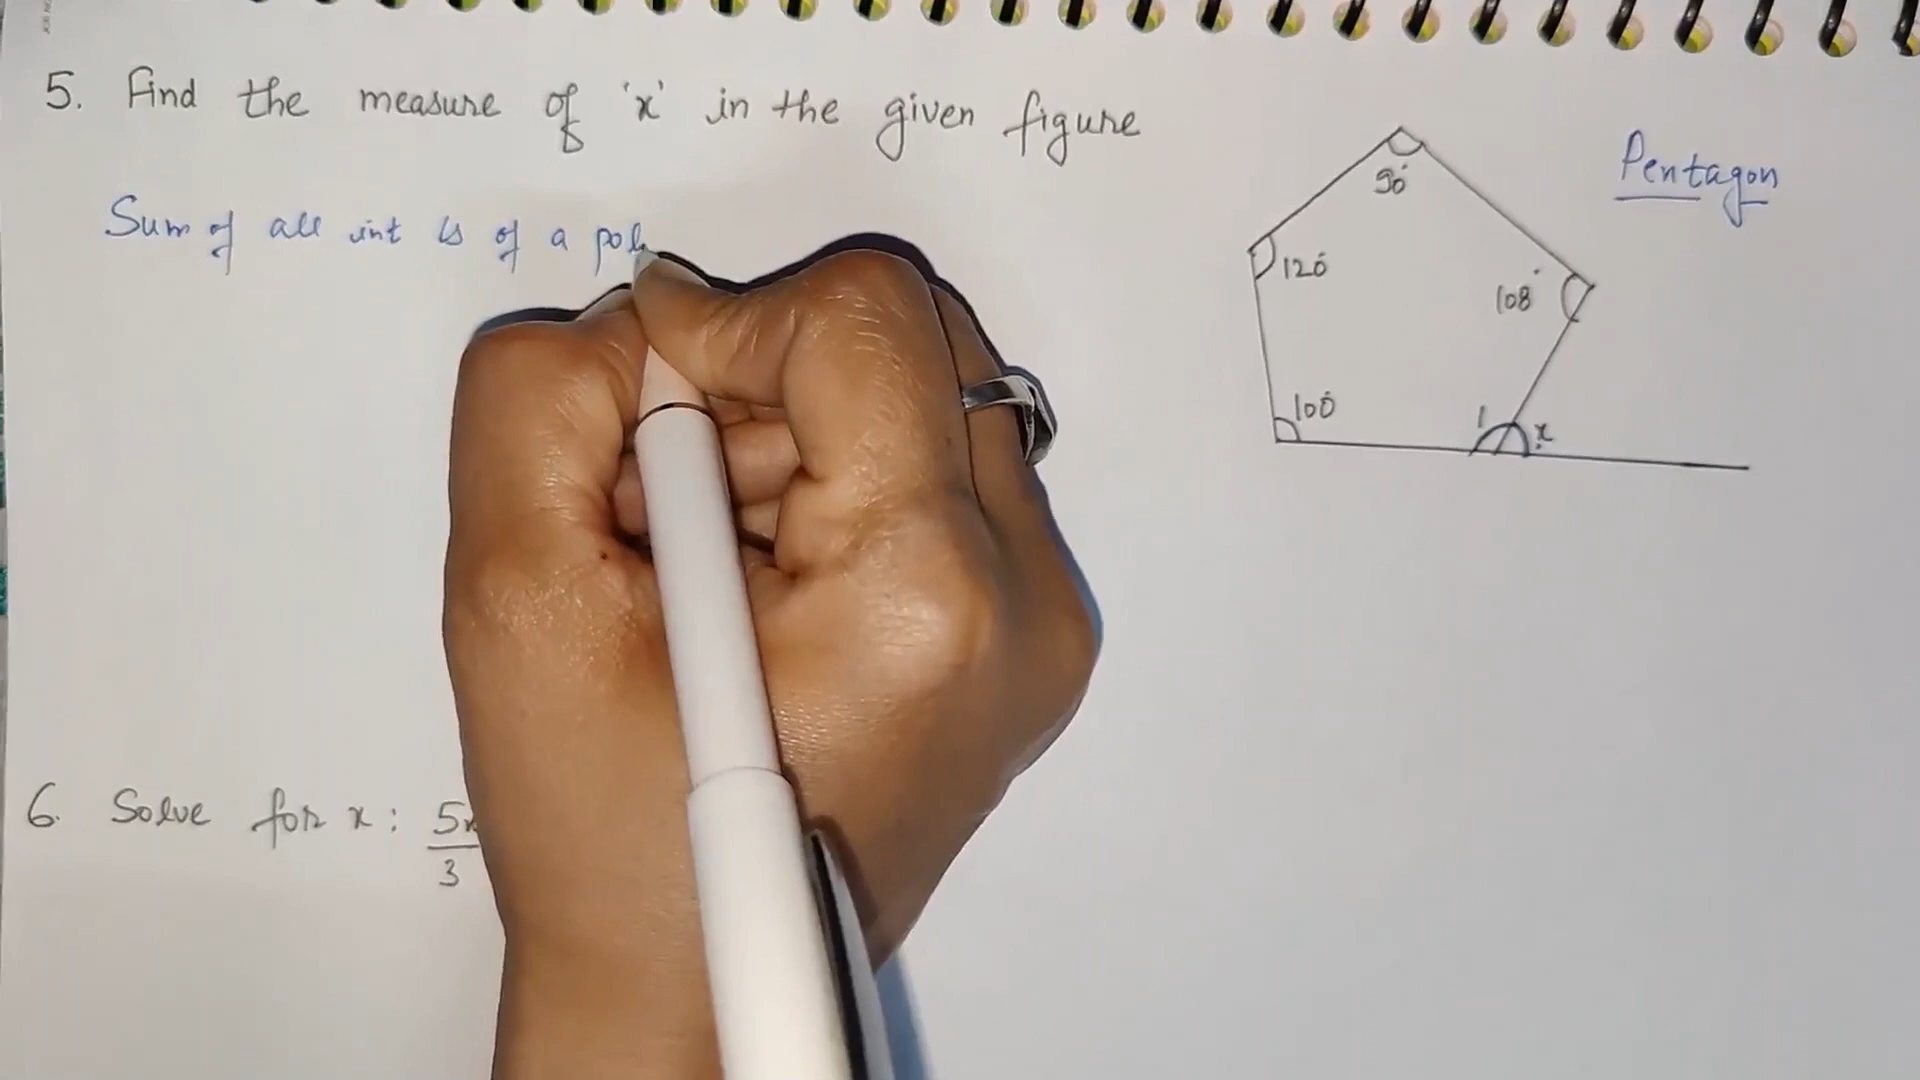 5. Find the measure of 'x' in the given figure
Pentagon
Sum of all int ∠s of a pol
90°
120°
108°
100°
1
x
6. Solve for x: 5x
3